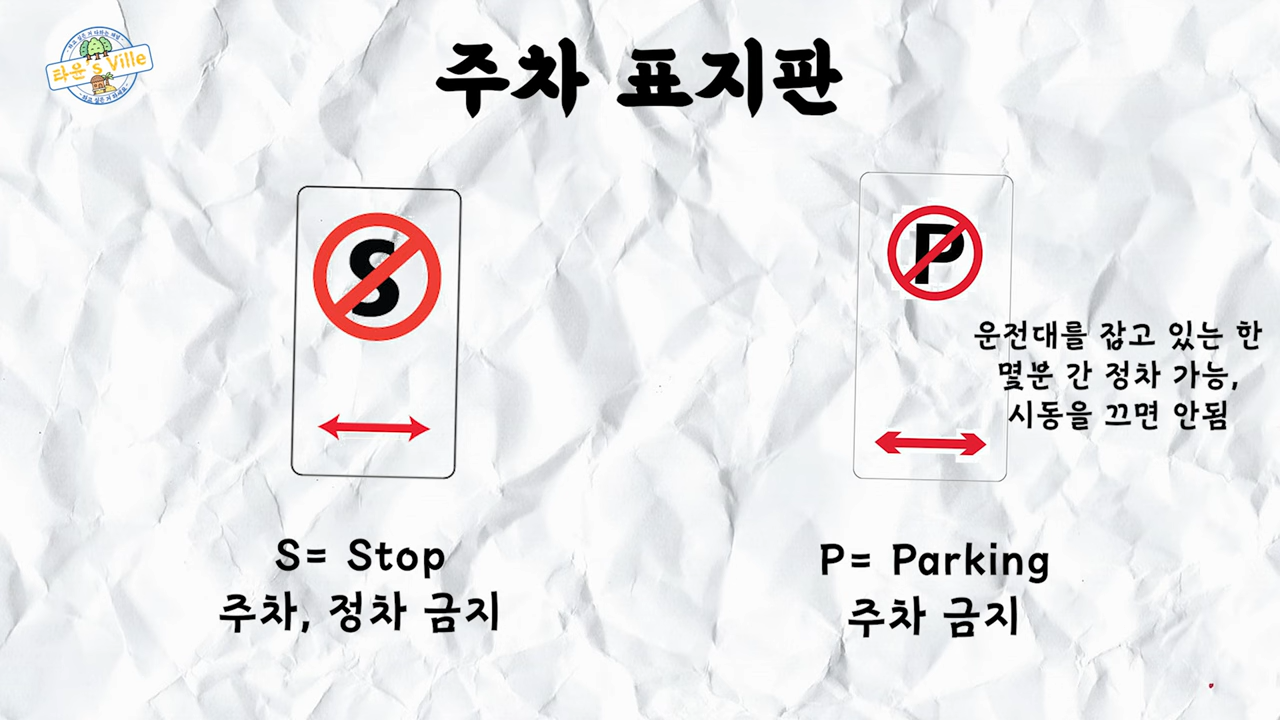 타윤's Ville
주차 표지판
S
P
운전대를 잡고 있는 한
몇분 간 정차 가능,
시동을 끄면 안됨
S= Stop
주차, 정차 금지
P= Parking
주차 금지